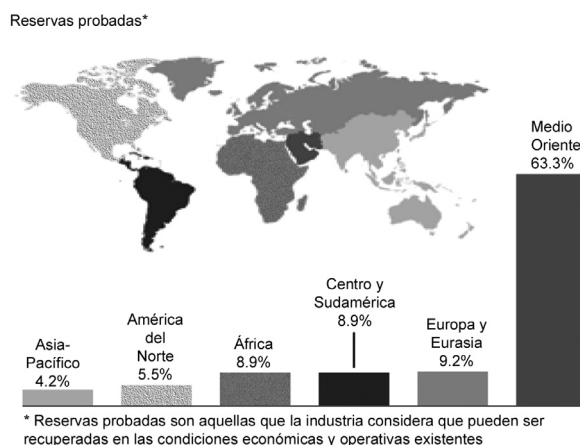 Reservas probadas*
Medio
Oriente
63.3%
Asia-
Pacífico
4.2%
América
del
Norte
5.5%
África
8.9%
Centro y
Sudamérica
8.9%
Europa y
Eurasia
9.2%
* Reservas probadas son aquellas que la industria considera que pueden ser
recuperadas en las condiciones económicas y operativas existentes